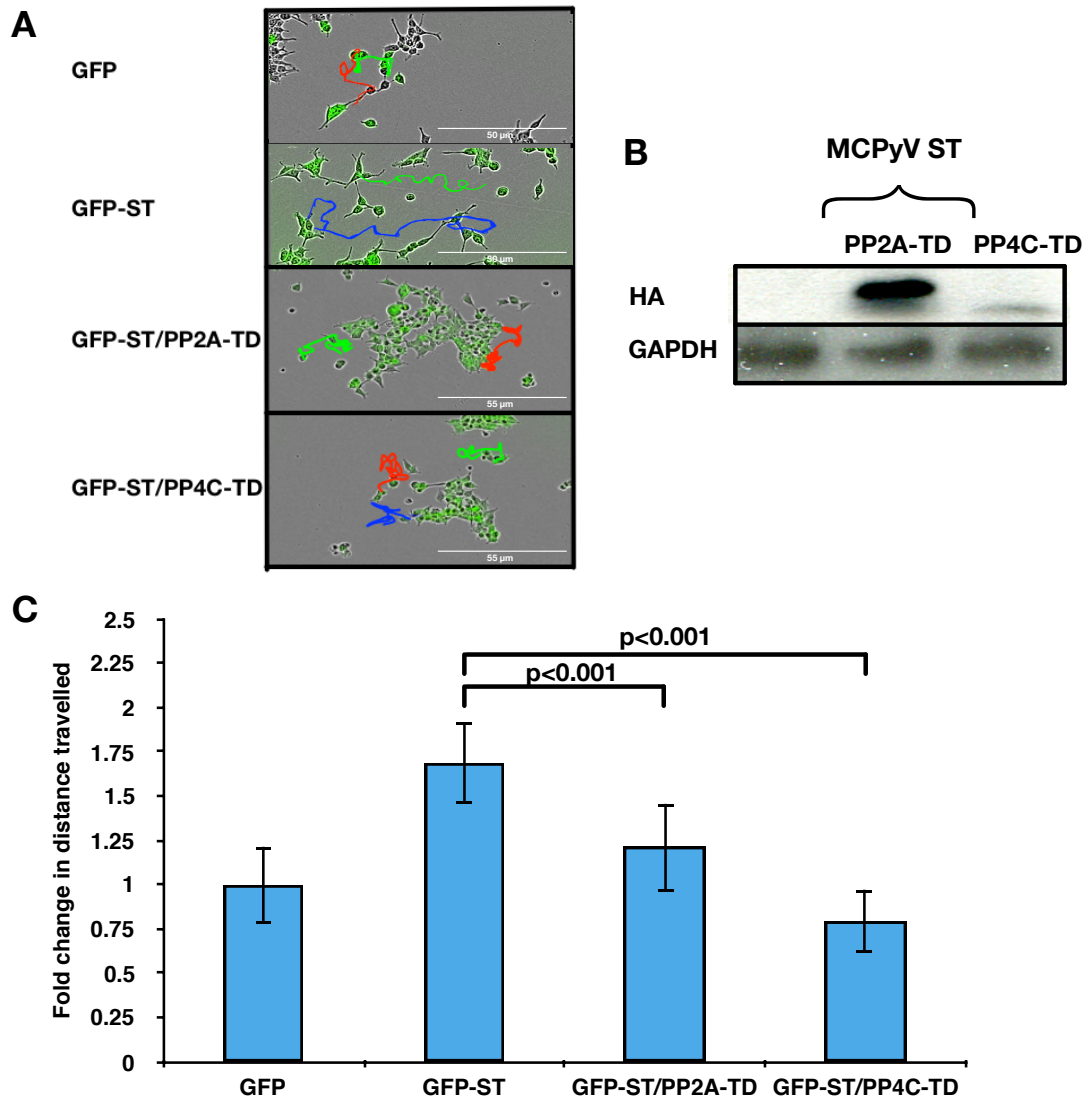 A
GFP
50 µm
GFP-ST
GFP-ST/PP2A-TD
55 µm
GFP-ST/PP4C-TD
55 µm
B
MCPyV ST
PP2A-TD PP4C-TD
HA
GAPDH
C
Fold change in distance travelled
2.5
2.25
2
1.75
1.5
1.25
1
0.75
0.5
0.25
0
p<0.001
p<0.001
GFP GFP-ST GFP-ST/PP2A-TD GFP-ST/PP4C-TD